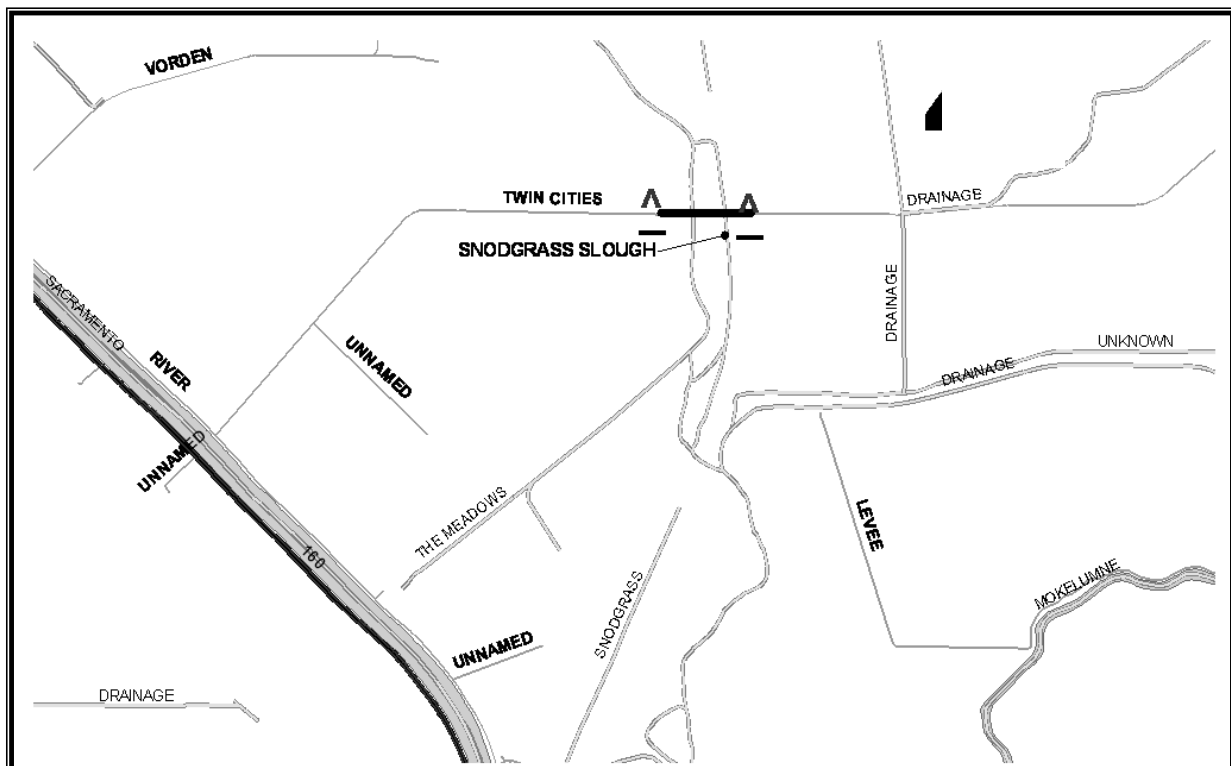 VORDEN
TWIN CITIES
DRAINAGE
SNODGRASS SLOUGH
DRAINAGE
SACRAMENTO
RIVER
UNNAMED
UNKNOWN
DRAINAGE
UNNAMED
THE MEADOWS
LEVEE
160
MOKELUMNE
SNODGRASS
UNNAMED
DRAINAGE